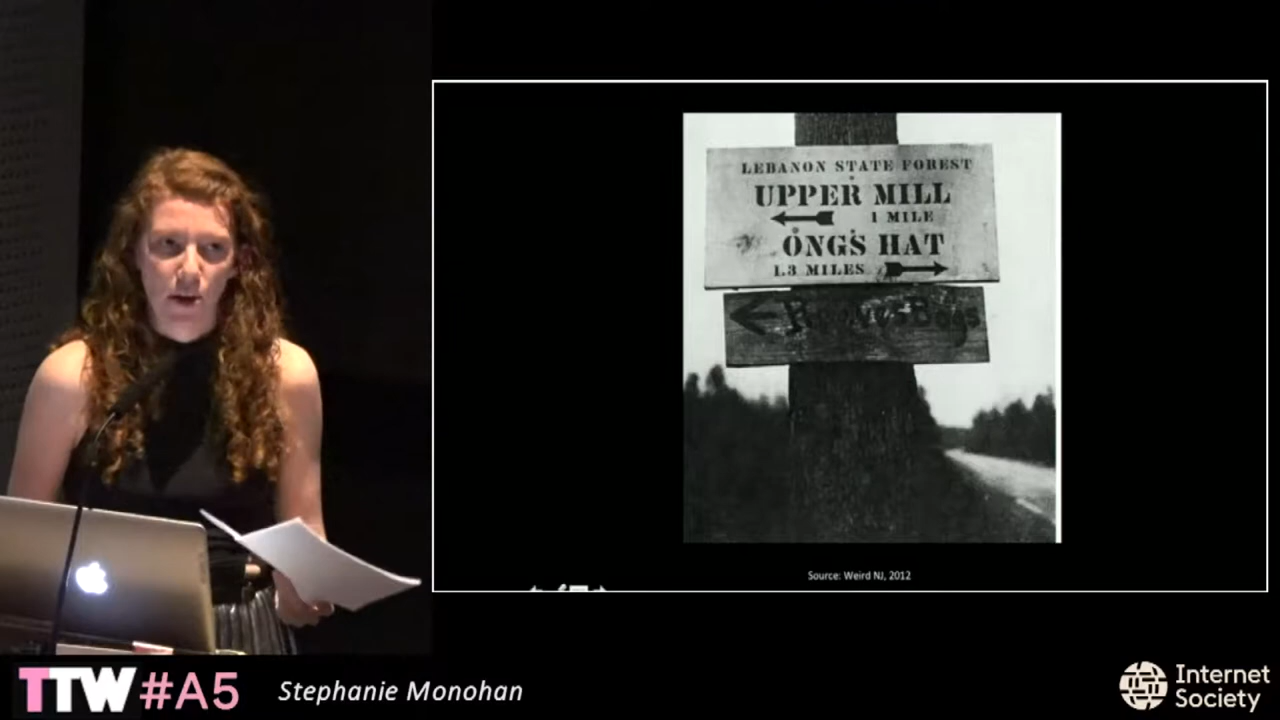 LEBANON STATE FOREST
UPPER MILL
1 MILE
ONGS HAT
1.3 MILES
Source: Weird NJ, 2012
TTW #A5
Stephanie Monohan
Internet
Society